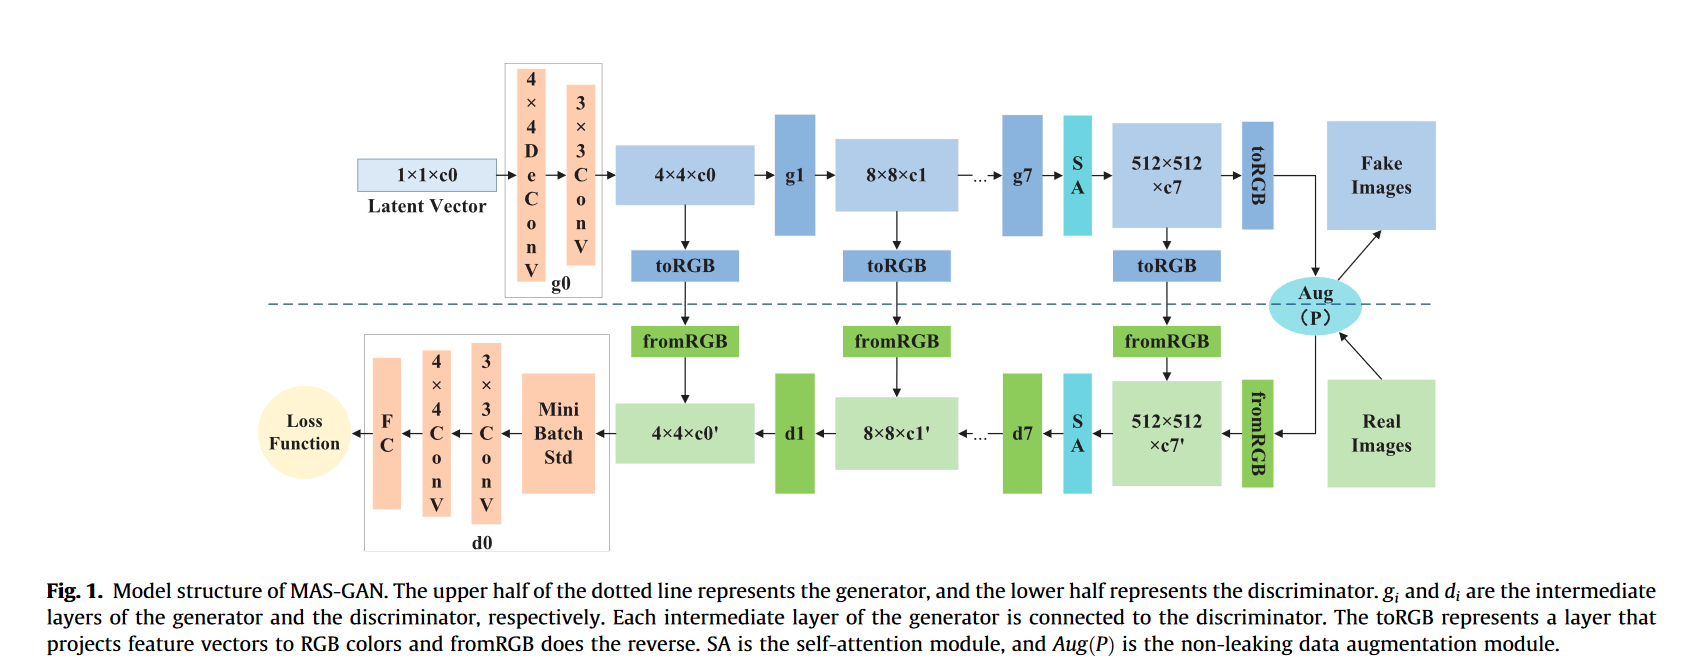 1×1×c0
Latent Vector
4×4DeConV
3×3ConV
g0
4×4×c0
g1
8×8×c1
...
g7
SA
512×512
×c7
toRGB
Fake
Images
toRGB
toRGB
toRGB
Aug
(P)
fromRGB
fromRGB
fromRGB
Loss
Function
FC
4×4ConV
3×3ConV
Mini
Batch
Std
d0
4×4×c0'
d1
8×8×c1'
...
d7
SA
512×512
×c7'
fromRGB
Real
Images
Fig. 1. Model structure of MAS-GAN. The upper half of the dotted line represents the generator, and the lower half represents the discriminator. gi and di are the intermediate
layers of the generator and the discriminator, respectively. Each intermediate layer of the generator is connected to the discriminator. The toRGB represents a layer that
projects feature vectors to RGB colors and fromRGB does the reverse. SA is the self-attention module, and Aug(P) is the non-leaking data augmentation module.